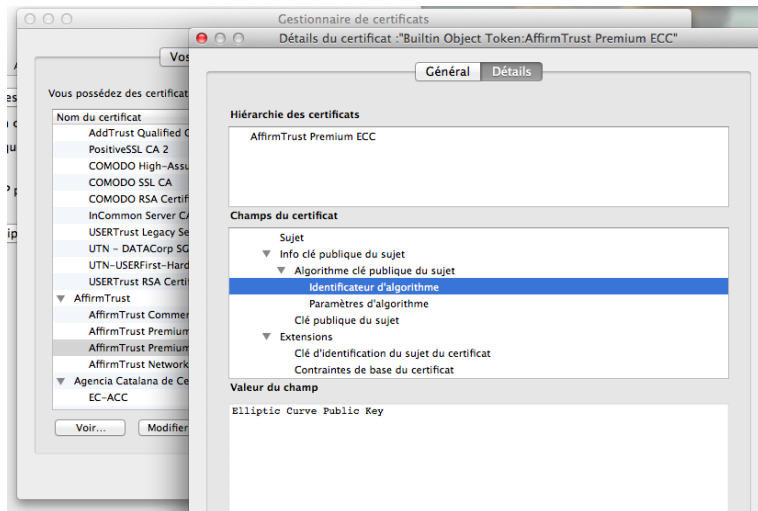 Gestionnaire de certificats
Vos
Vous possédez des certificat
Nom du certificat
AddTrust Qualified C
PositiveSSL CA 2
COMODO High-Assu
COMODO SSL CA
COMODO RSA Certif
InCommon Server CA
USERTrust Legacy Se
UTN - DATACorp SG
UTN-USERFirst-Hard
USERTrust RSA Certi
AffirmTrust
AffirmTrust Commer
AffirmTrust Premium
AffirmTrust Premium
AffirmTrust Network
Agencia Catalana de Ce
EC-ACC
Voir...
Modifier
Détails du certificat :"Builtin Object Token:AffirmTrust Premium ECC"
Général
Détails
Hiérarchie des certificats
AffirmTrust Premium ECC
Champs du certificat
Sujet
Info clé publique du sujet
Algorithme clé publique du sujet
Identificateur d'algorithme
Paramètres d'algorithme
Clé publique du sujet
Extensions
Clé d'identification du sujet du certificat
Contraintes de base du certificat
Valeur du champ
Elliptic Curve Public Key